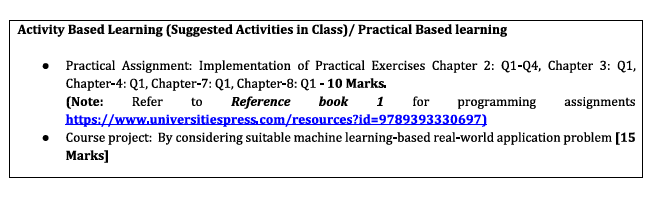 Activity Based Learning (Suggested Activities in Class)/ Practical Based learning
● Practical Assignment: Implementation of Practical Exercises Chapter 2: Q1-Q4, Chapter 3: Q1,
Chapter-4: Q1, Chapter-7: Q1, Chapter-8: Q1 - 10 Marks.
(Note: Refer to Reference book 1 for programming assignments
https://www.universitiespress.com/resources?id=9789393330697)
● Course project: By considering suitable machine learning-based real-world application problem [15
Marks]